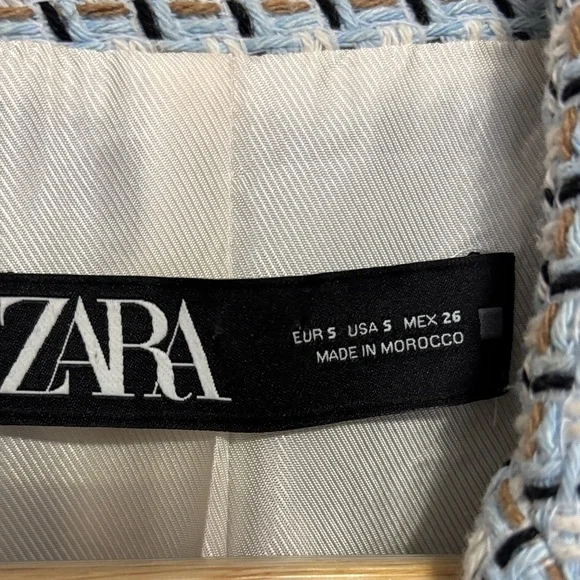 ZARA
EUR S USA S MEX 26
MADE IN MOROCCO